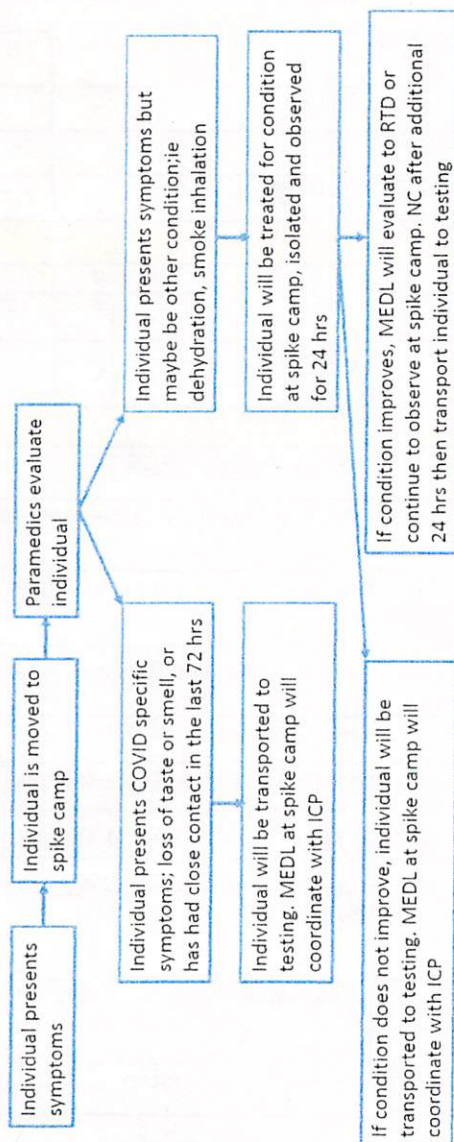 Individual presents
symptoms
Individual is moved to
spike camp
Paramedics evaluate
individual
Individual presents COVID specific
symptoms; loss of taste or smell, or
has had close contact in the last 72 hrs
Individual presents symptoms but
maybe be other condition;ie
dehydration, smoke inhalation
Individual will be transported to
testing. MEDL at spike camp will
coordinate with ICP
Individual will be treated for condition
at spike camp, isolated and observed
for 24 hrs
If condition does not improve, individual will be
transported to testing. MEDL at spike camp will
coordinate with ICP
If condition improves, MEDL will evaluate to RTD or
continue to observe at spike camp. NC after additional
24 hrs then transport individual to testing